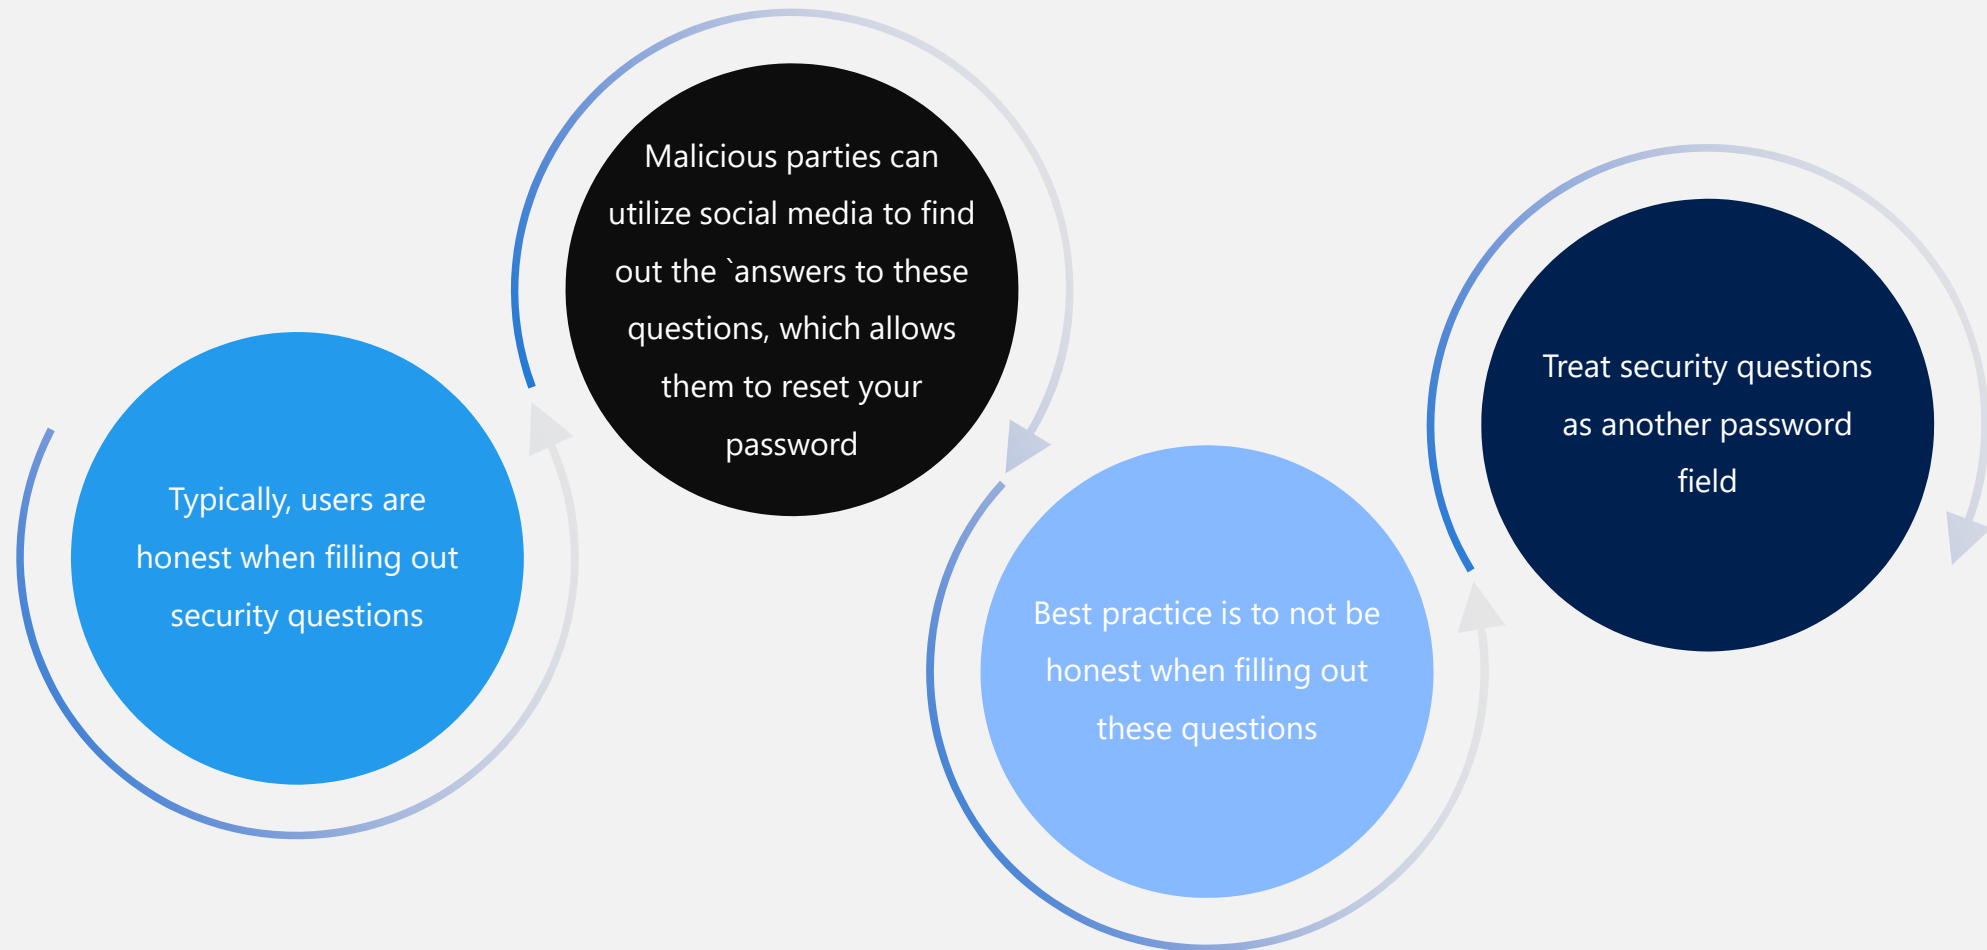 Typically, users are
honest when filling out
security questions
Malicious parties can
utilize social media to find
out the `answers to these
questions, which allows
them to reset your
password
Best practice is to not be
honest when filling out
these questions
Treat security questions
as another password
field